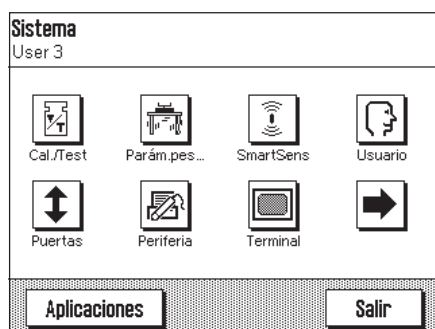 Sistema
User 3
Cal./Test Parám.pes... SmartSens Usuario
Puertas Periferia Terminal
Aplicaciones Salir